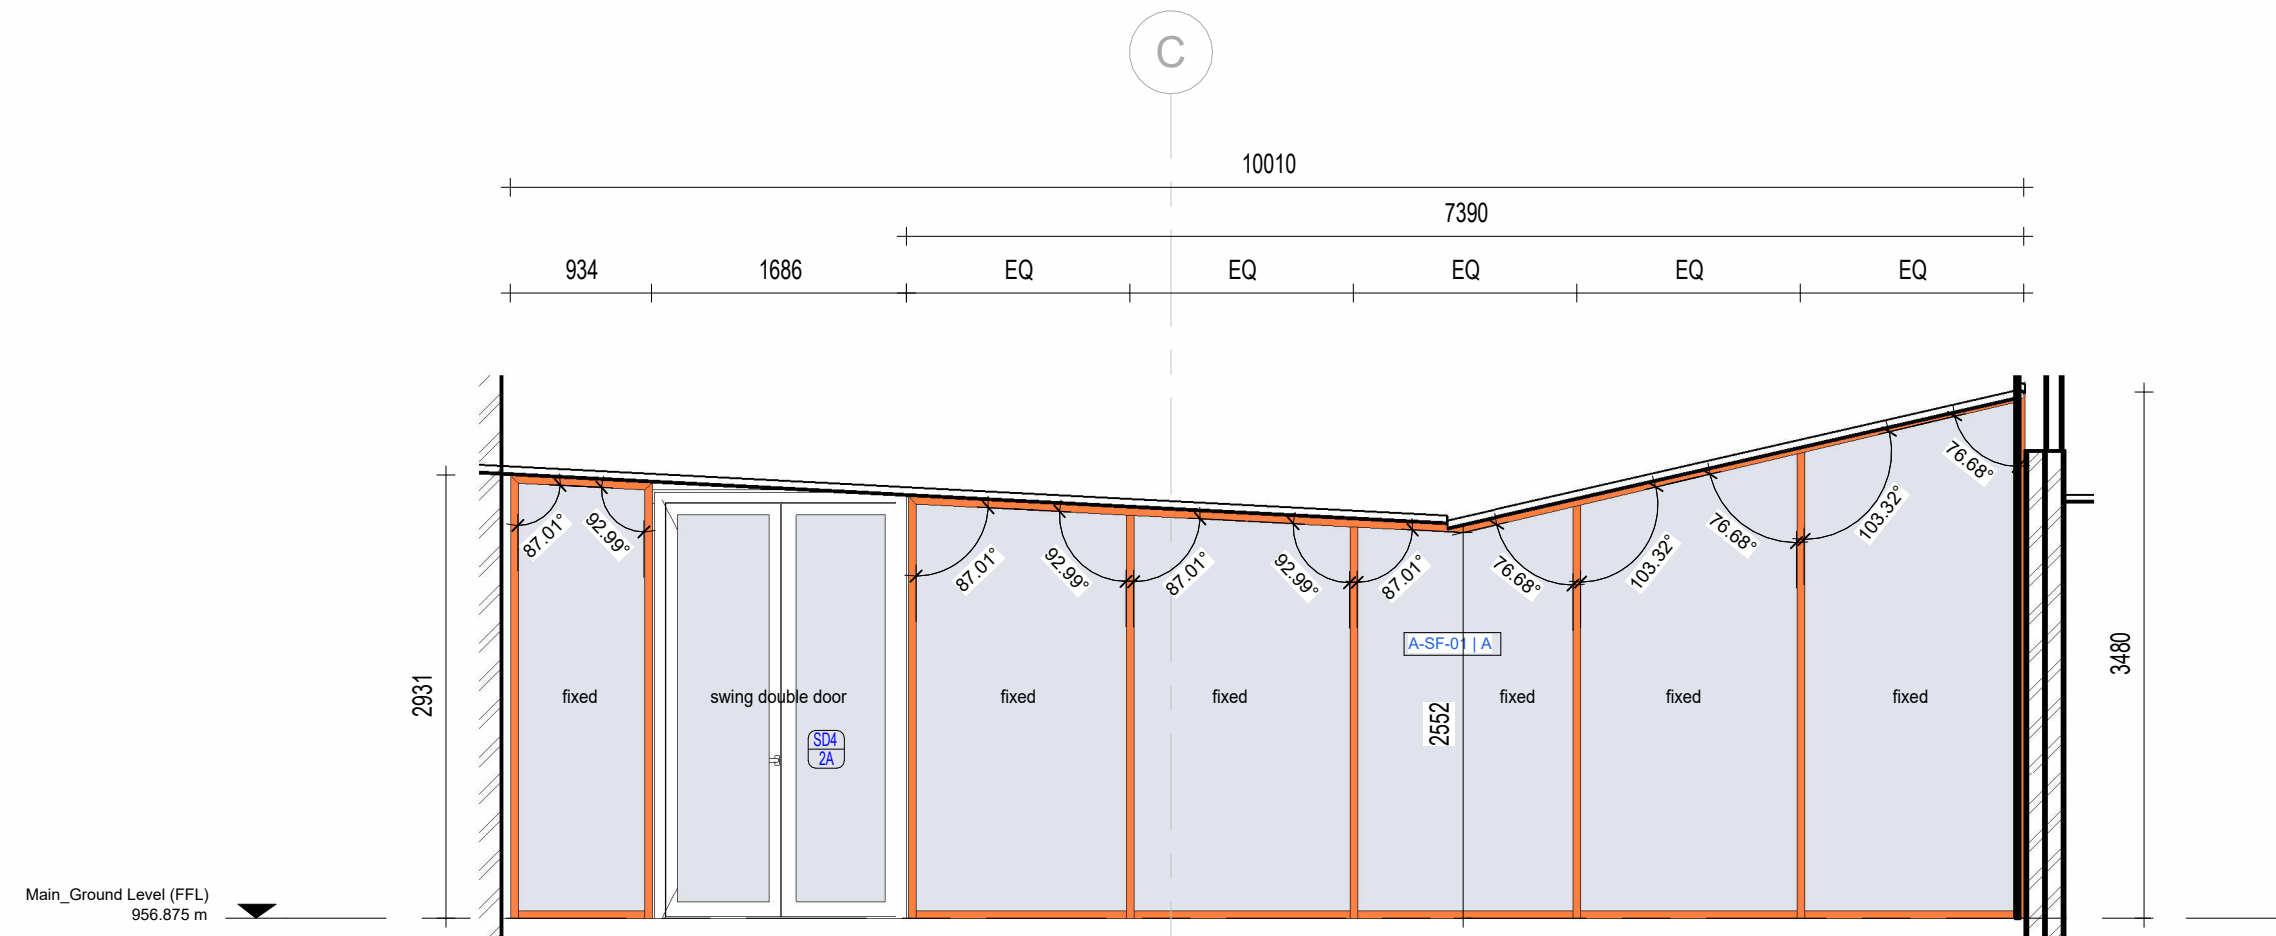 C
10010
7390
934
1686
EQ
EQ
EQ
EQ
EQ
87.01°
92.99°
87.01°
92.99°
87.01°
92.99°
87.01°
76.68°
103.32°
76.68°
103.32°
76.68°
A-SF-01 | A
2931
fixed
swing double door
fixed
fixed
fixed
fixed
fixed
3480
2552
SD4
2A
Main_Ground Level (FFL)
956.875 m